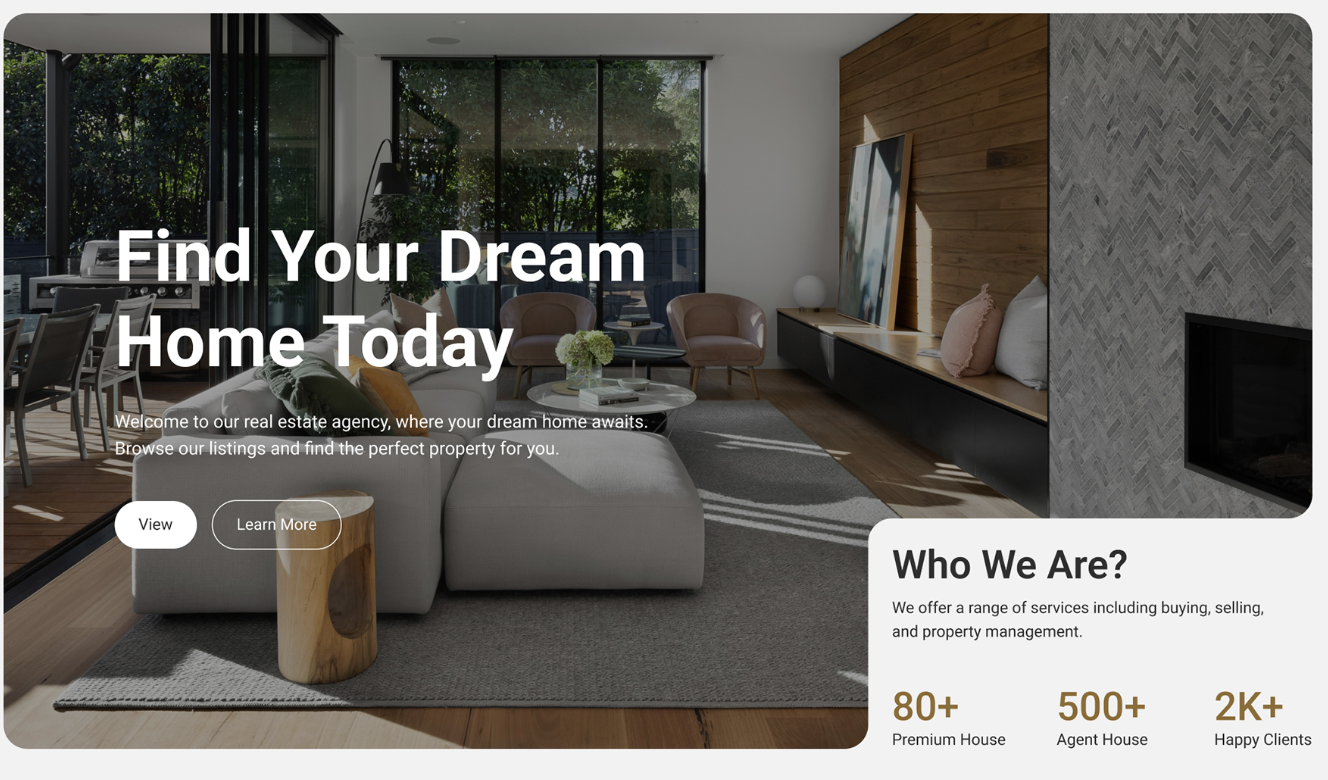 Find Your Dream
Home Today
Welcome to our real estate agency, where your dream home awaits.
Browse our listings and find the perfect property for you.
View
Learn More
Who We Are?
We offer a range of services including buying, selling,
and property management.
80+
Premium House
500+
Agent House
2K+
Happy Clients